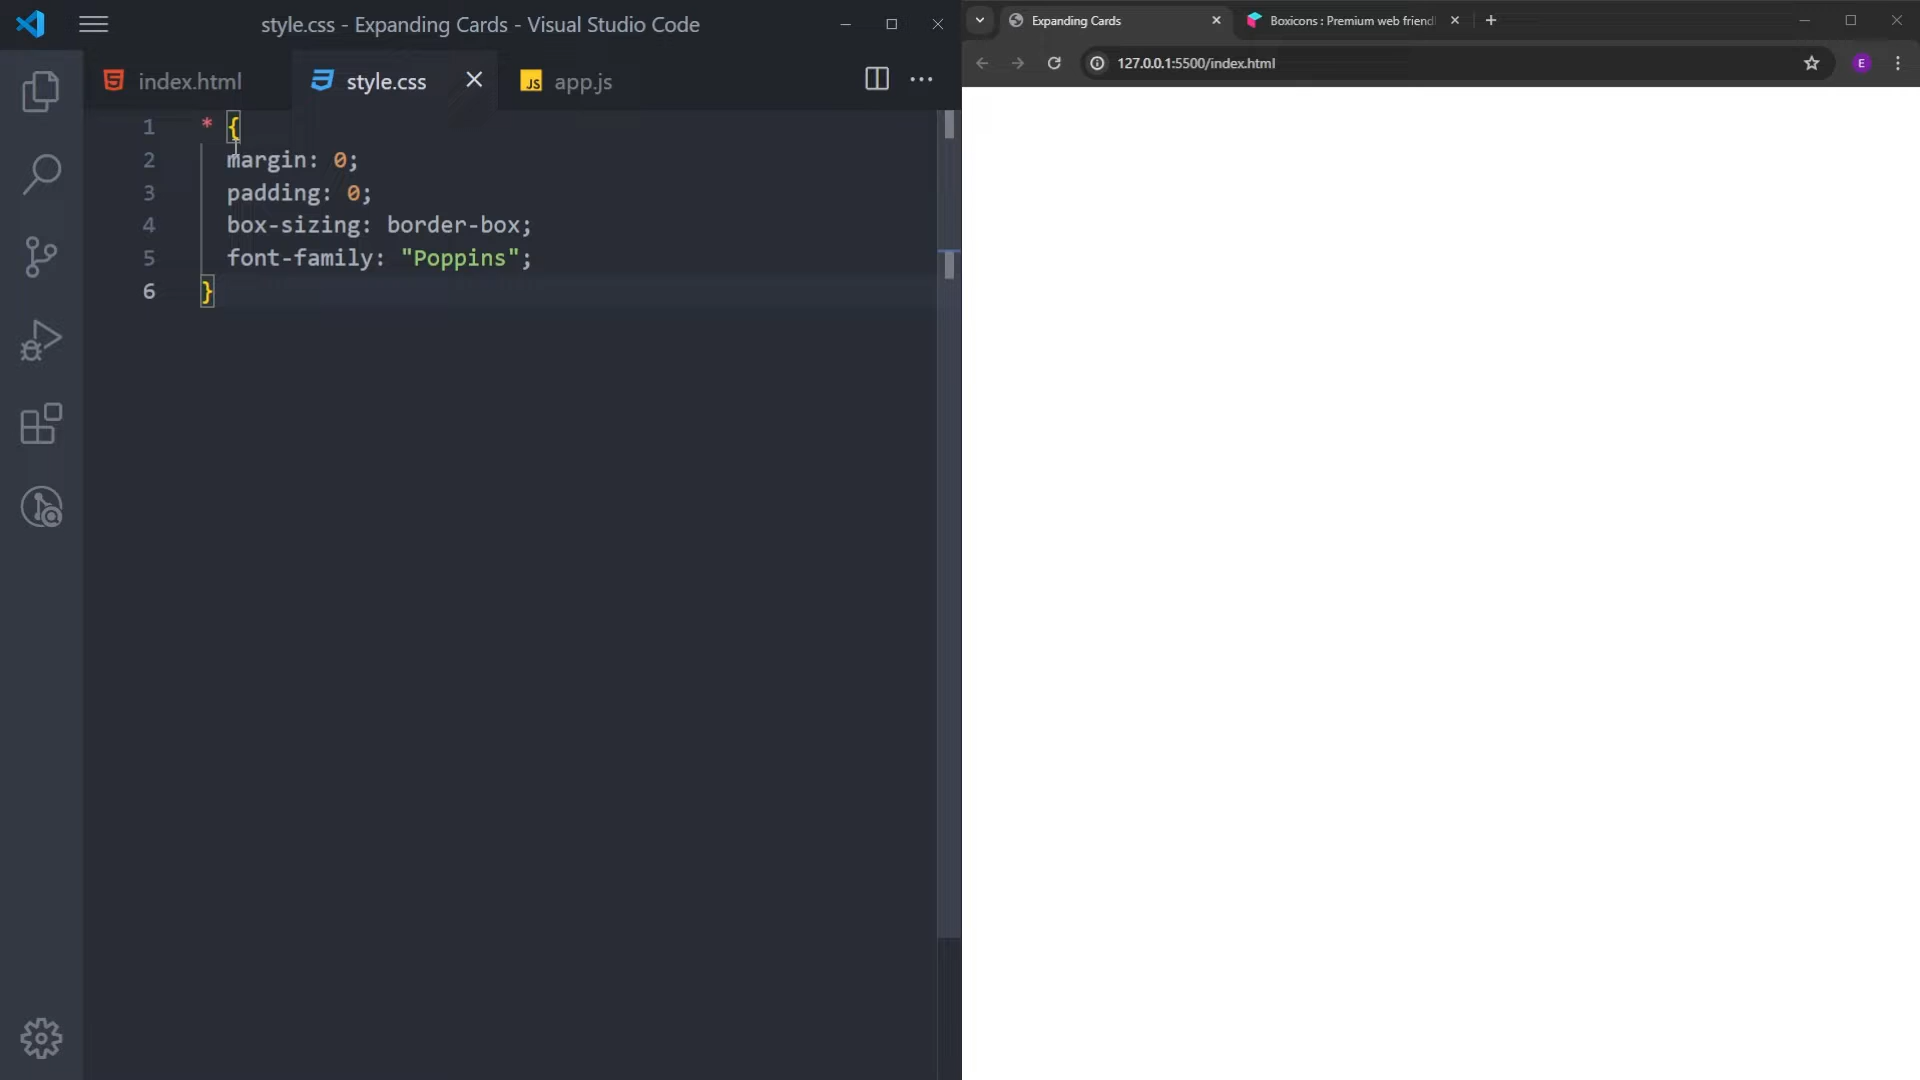 style.css - Expanding Cards - Visual Studio Code
index.html
style.css
JS app.js
1 * {
2 margin: 0;
3 padding: 0;
4 box-sizing: border-box;
5 font-family: "Poppins";
6 }
Expanding Cards
Boxicons : Premium web friend
127.0.0.1:5500/index.html
E